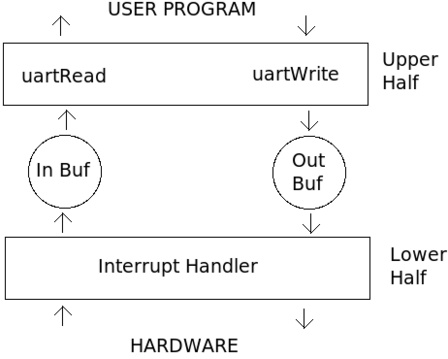 USER PROGRAM
uartRead
uartWrite
Upper
Half
In Buf
Out
Buf
Interrupt Handler
Lower
Half
HARDWARE